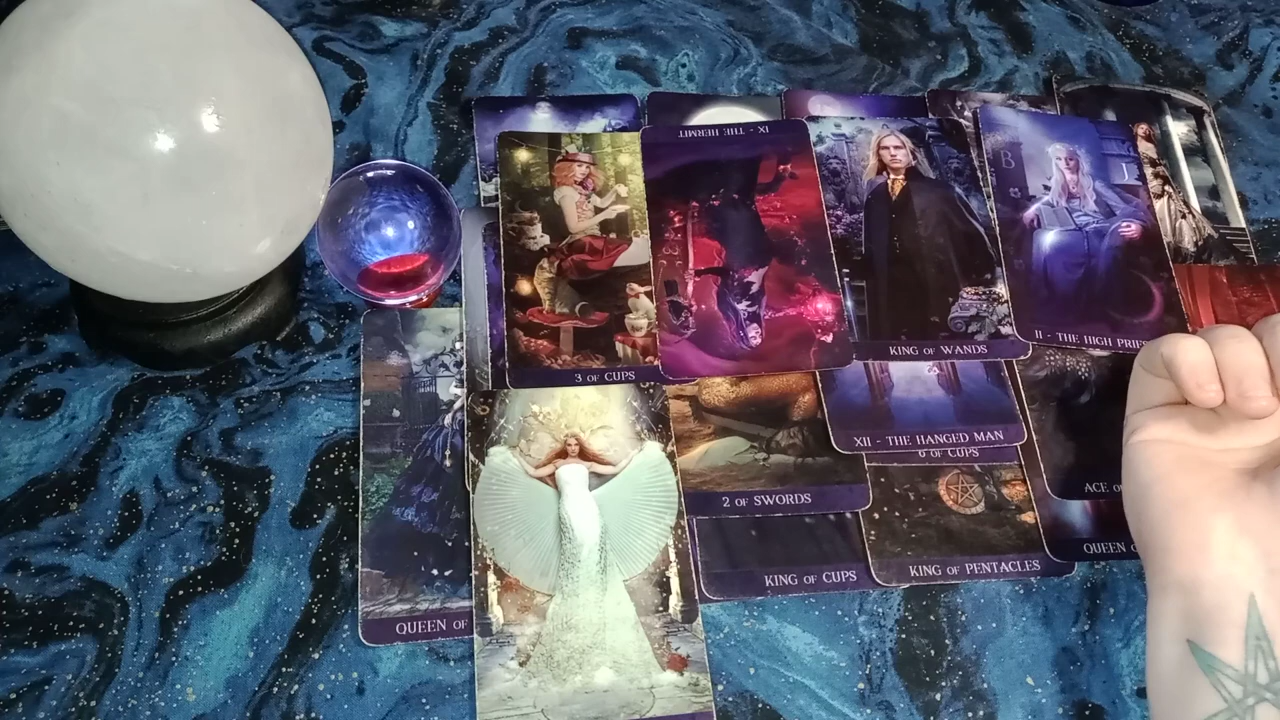 IX - THE HERMIT
B
J
3 OF CUPS
KING OF WANDS
II - THE HIGH
XII - THE HANGED MAN
6 OF CUPS
2 OF SWORDS
ACE
KING OF CUPS
KING OF PENTACLES
QUEEN
QUEEN OF